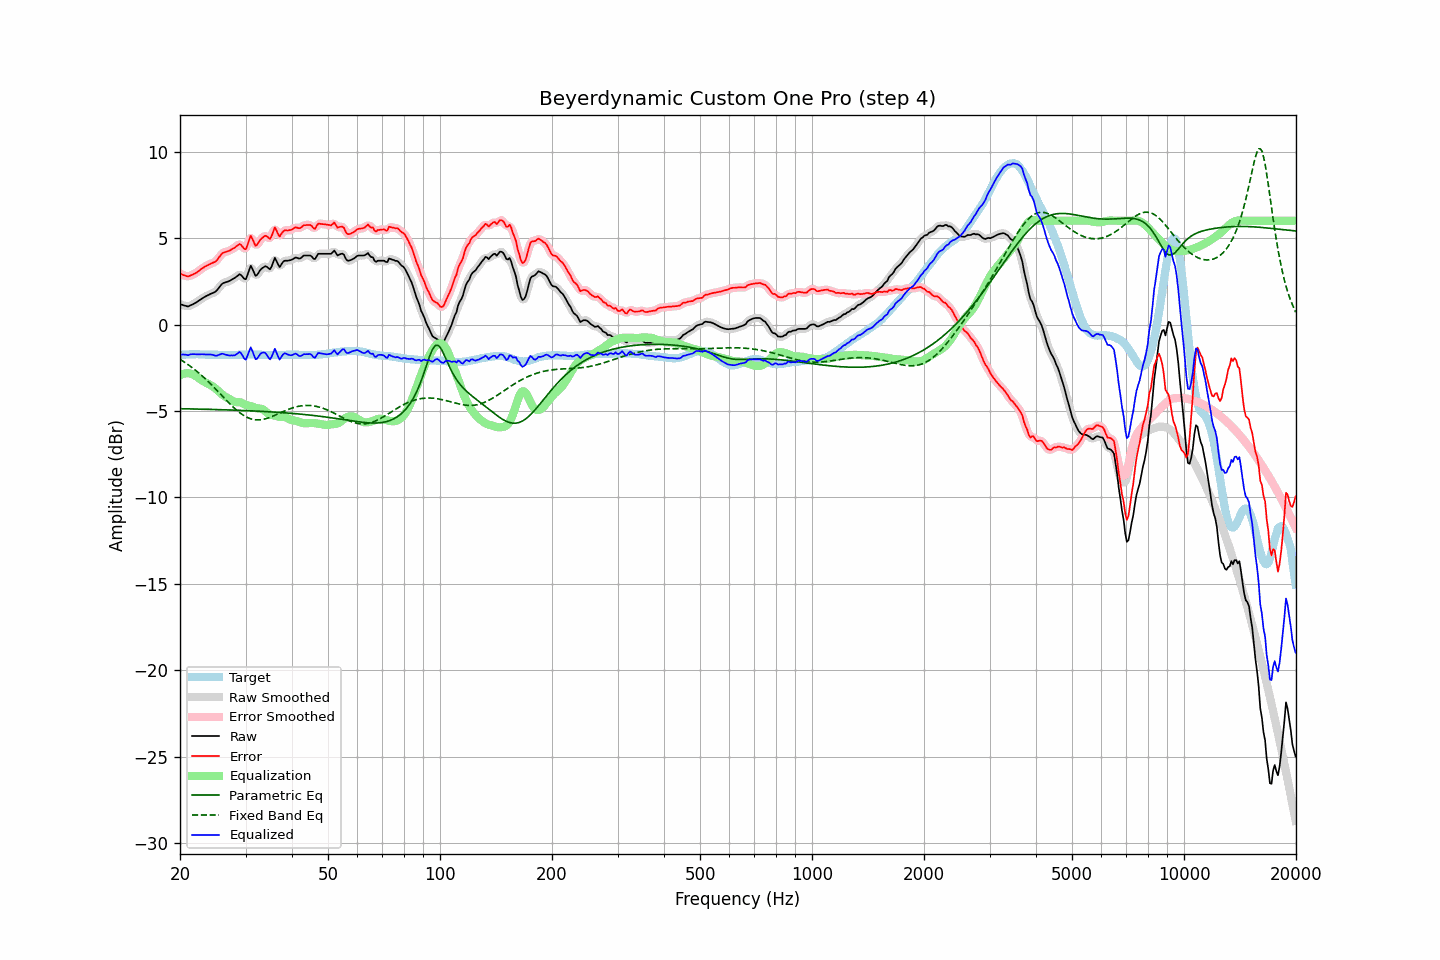 Beyerdynamic Custom One Pro (step 4)
10
5
0
−5
−10
−15
−20
−25
−30
Amplitude (dBr)
Target
Raw Smoothed
Error Smoothed
Raw
Error
Equalization
Parametric Eq
Fixed Band Eq
Equalized
20
50
100
200
500
1000
2000
5000
10000
20000
Frequency (Hz)